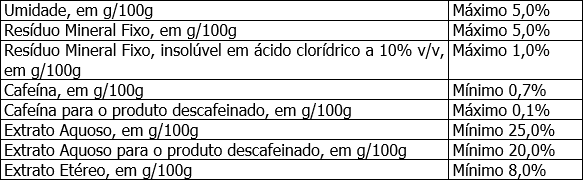 Umidade, em g/100g Máximo 5,0%
Resíduo Mineral Fixo, em g/100g Máximo 5,0%
Resíduo Mineral Fixo, insolúvel em ácido clorídrico a 10% v/v, Máximo 1,0%
em g/100g
Cafeína, em g/100g Mínimo 0,7%
Cafeína para o produto descafeinado, em g/100g Máximo 0,1%
Extrato Aquoso, em g/100g Mínimo 25,0%
Extrato Aquoso para o produto descafeinado, em g/100g Mínimo 20,0%
Extrato Etéreo, em g/100g Mínimo 8,0%